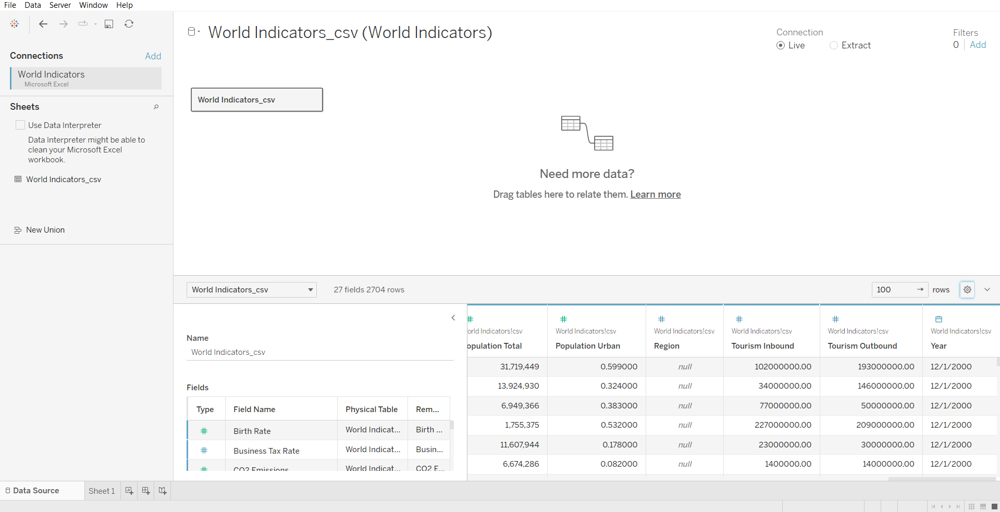 File Data Server Window Help
World Indicators_csv (World Indicators)
Connection
Live Extract
Filters
0 Add
Connections Add
World Indicators
Microsoft Excel
Sheets
Use Data Interpreter
Data Interpreter might be able to
clean your Microsoft Excel
workbook.
World Indicators_csv
New Union
World Indicators_csv
Need more data?
Drag tables here to relate them. Learn more
World Indicators_csv 27 fields 2704 rows 100 → rows
Name
World Indicators_csv
Fields
Type Field Name Physical Table Rem...
Birth Rate World Indicat... Birth ...
Business Tax Rate World Indicat... Busin...
CO2 Emissions World Indicat... CO2 E...
orld Indicators!csv World Indicators!csv World Indicators!csv World Indicators!csv World Indicators!csv World Indicators!csv
opulation Total Population Urban Region Tourism Inbound Tourism Outbound Year
31,719,449 0.599000 null 102000000.00 193000000.00 12/1/2000
13,924,930 0.324000 null 34000000.00 146000000.00 12/1/2000
6,949,366 0.383000 null 77000000.00 50000000.00 12/1/2000
1,755,375 0.532000 null 227000000.00 209000000.00 12/1/2000
11,607,944 0.178000 null 23000000.00 30000000.00 12/1/2000
6,674,286 0.082000 null 1400000.00 14000000.00 12/1/2000
Data Source Sheet 1